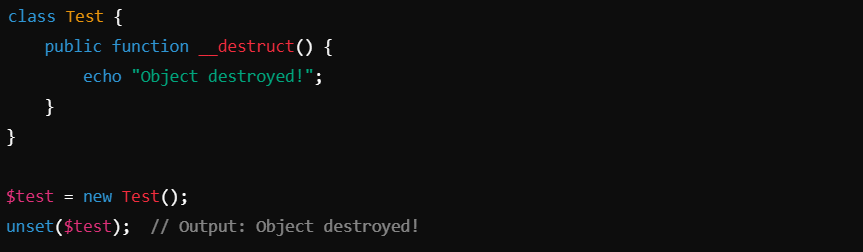 class Test {
    public function __destruct() {
        echo "Object destroyed!";
    }
}

$test = new Test();
unset($test);  // Output: Object destroyed!